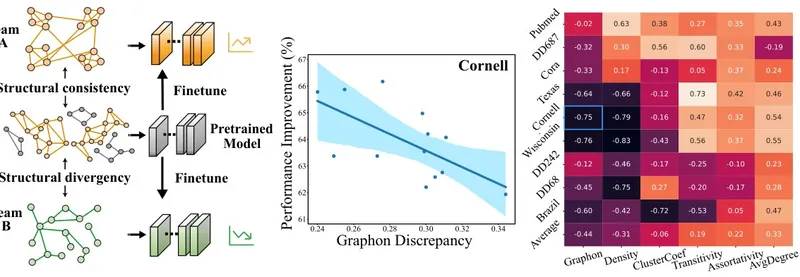 eam
A
Structural consistency
Finetune
Pretrained
Model
Structural divergency
Finetune
eam
B
Performance Improvement (%)
67
66
65
64
63
62
61
Cornell
0.24 0.26 0.28 0.30 0.32 0.34
Graphon Discrepancy
Pubmed -0.02 0.63 0.38 0.27 0.35 0.43
DD687 -0.32 0.30 0.56 0.60 0.33 -0.19
Cora -0.33 0.17 -0.13 0.05 0.37 0.24
Texas -0.64 -0.66 -0.12 0.73 0.42 0.46
Cornell -0.75 -0.79 -0.16 0.47 0.32 0.54
Wisconsin -0.76 -0.83 -0.43 0.56 0.37 0.55
DD242 -0.12 -0.46 -0.17 -0.25 -0.10 0.23
DD68 -0.45 -0.75 0.27 -0.20 -0.17 0.28
Brazil -0.60 -0.42 -0.72 -0.53 0.05 0.47
Average -0.44 -0.31 -0.06 0.19 0.22 0.33
Graphon Density ClusterCoef Transitivity Assortativity AvgDegree